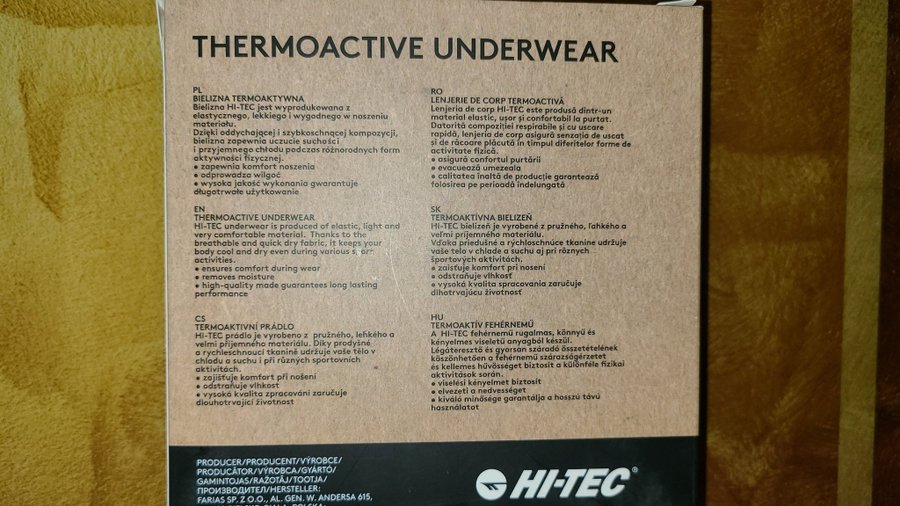 THERMOACTIVE UNDERWEAR
PL
BIELIZNA TERMOAKTYWNA
Bielizna HI-TEC jest wyprodukowana z
elastycznego, lekkiego i wygodnego w noszeniu
materiału.
Dzięki oddychającej i szybkoschnącej kompozycji,
bielizna zapewnia uczucie suchości
i przyjemnego chłodu podczas różnorodnych form
aktywności fizycznej.
• zapewnia komfort noszenia
• odprowadza wilgoć
• wysoka jakość wykonania gwarantuje
długotrwałe użytkowanie
EN
THERMOACTIVE UNDERWEAR
HI-TEC underwear is produced of elastic, light and
very comfortable material. Thanks to the
breathable and quick dry fabric, it keeps your
body cool and dry even during various sport
activities.
• ensures comfort during wear
• removes moisture
• high-quality made guarantees long lasting
performance
CS
TERMOAKTIVNI PRÁDLO
HI-TEC prádlo je vyrobeno z pružného, lehkého a
velmi příjemného materiálu. Díky prodyšné
a rychleschnoucí tkanině udržuje vaše tělo v
chladu a suchu i při různých sportovních
aktivitách.
• zajišťuje komfort při nošení
• odstraňuje vlhkost
• vysoká kvalita zpracování zaručuje
dlouhotrvající životnost
RO
LENJERIE DE CORP TERMOACTIVĂ
Lenjeria de corp HI-TEC este produsă dintr-un
material elastic, ușor și confortabil la purtat.
Datorită compoziției respirabile și cu uscare
rapidă, lenjeria de corp asigură senzația de uscat
și de răcoare plăcută în timpul diferitelor forme de
activitate fizică.
• asigură confortul purtării
• evacuează umezeala
• calitatea înaltă de producție garantează
folosirea pe perioadă indelungată
SK
TERMOAKTÍVNA BIELIZEŇ
HI-TEC bielizeň je vyrobené z pružného, ľahkého a
veľmi príjemného materiálu.
Vďaka priedušné a rýchloschnúce tkanine udržuje
vaše telo v chlade a suchu aj pri rôznych
športových aktivitách.
• zaisťuje komfort pri nosení
• odstraňuje vlhkosť
• vysoká kvalita spracovania zaručuje
dlhotrvajúcu životnosť
HU
TERMOAKTÍV FEHÉRNEMŰ
A HI-TEC fehérnemű rugalmas, könnyű és
kényelmes viseletű anyagból készül.
Légáteresztő és gyorsan száradó összetételének
köszönhetően a fehérnemű szárazságérzetet
és kellemes hűvösséget biztosít a különféle fizikai
aktivitások során.
• viselési kényelmet biztosít
• elvezeti a nedvességet
• kiváló minősége garantálja a hosszú távú
használatot
PRODUCER/PRODUCENT/VÝROBCE/
PRODUCĂTOR/VÝROBCA/GYÁRTÓ/
GAMINTOJAS/RAŽOTĀJ/TOOTJA/
ПРОИЗВОДИТЕЛ/HERSTELLER:
FARIAS SP. Z O.O., AL. GEN. W. ANDERSA 615,
HI-TEC®